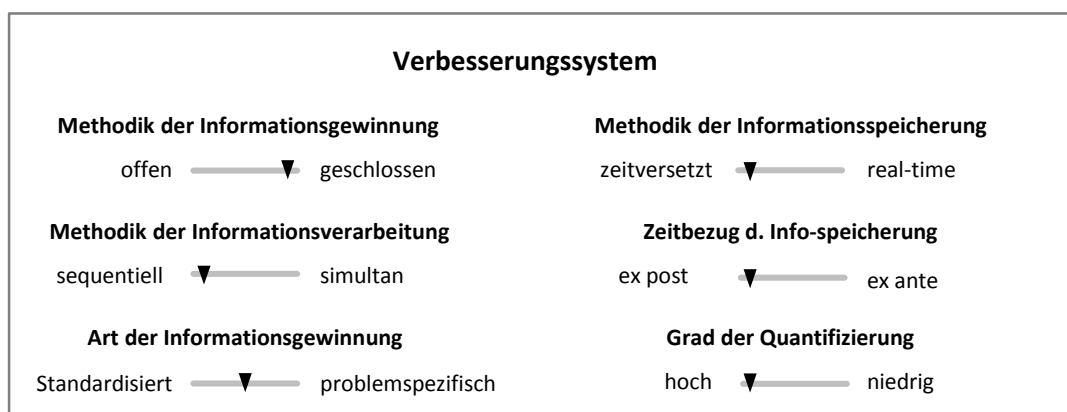 Verbesserungssystem
Methodik der Informationsgewinnung
offen geschlossen
Methodik der Informationsspeicherung
zeitversetzt real-time
Methodik der Informationsverarbeitung
sequentiell simultan
Zeitbezug d. Info-speicherung
ex post ex ante
Art der Informationsgewinnung
Standardisiert problemspezifisch
Grad der Quantifizierung
hoch niedrig